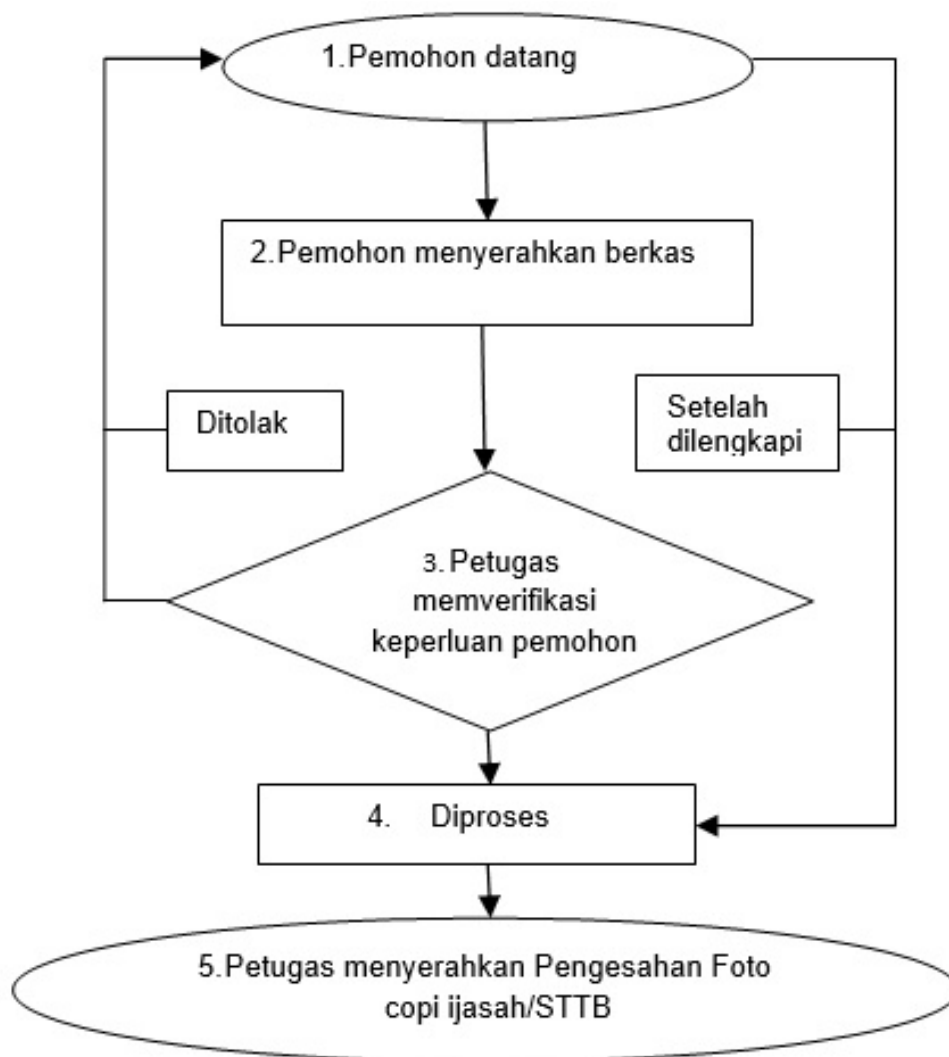 1.Pemohon datang
2.Pemohon menyerahkan berkas
Ditolak
Setelah
dilengkapi
3.Petugas
memverifikasi
keperluan pemohon
4. Diproses
5.Petugas menyerahkan Pengesahan Foto
copi ijasah/STTB